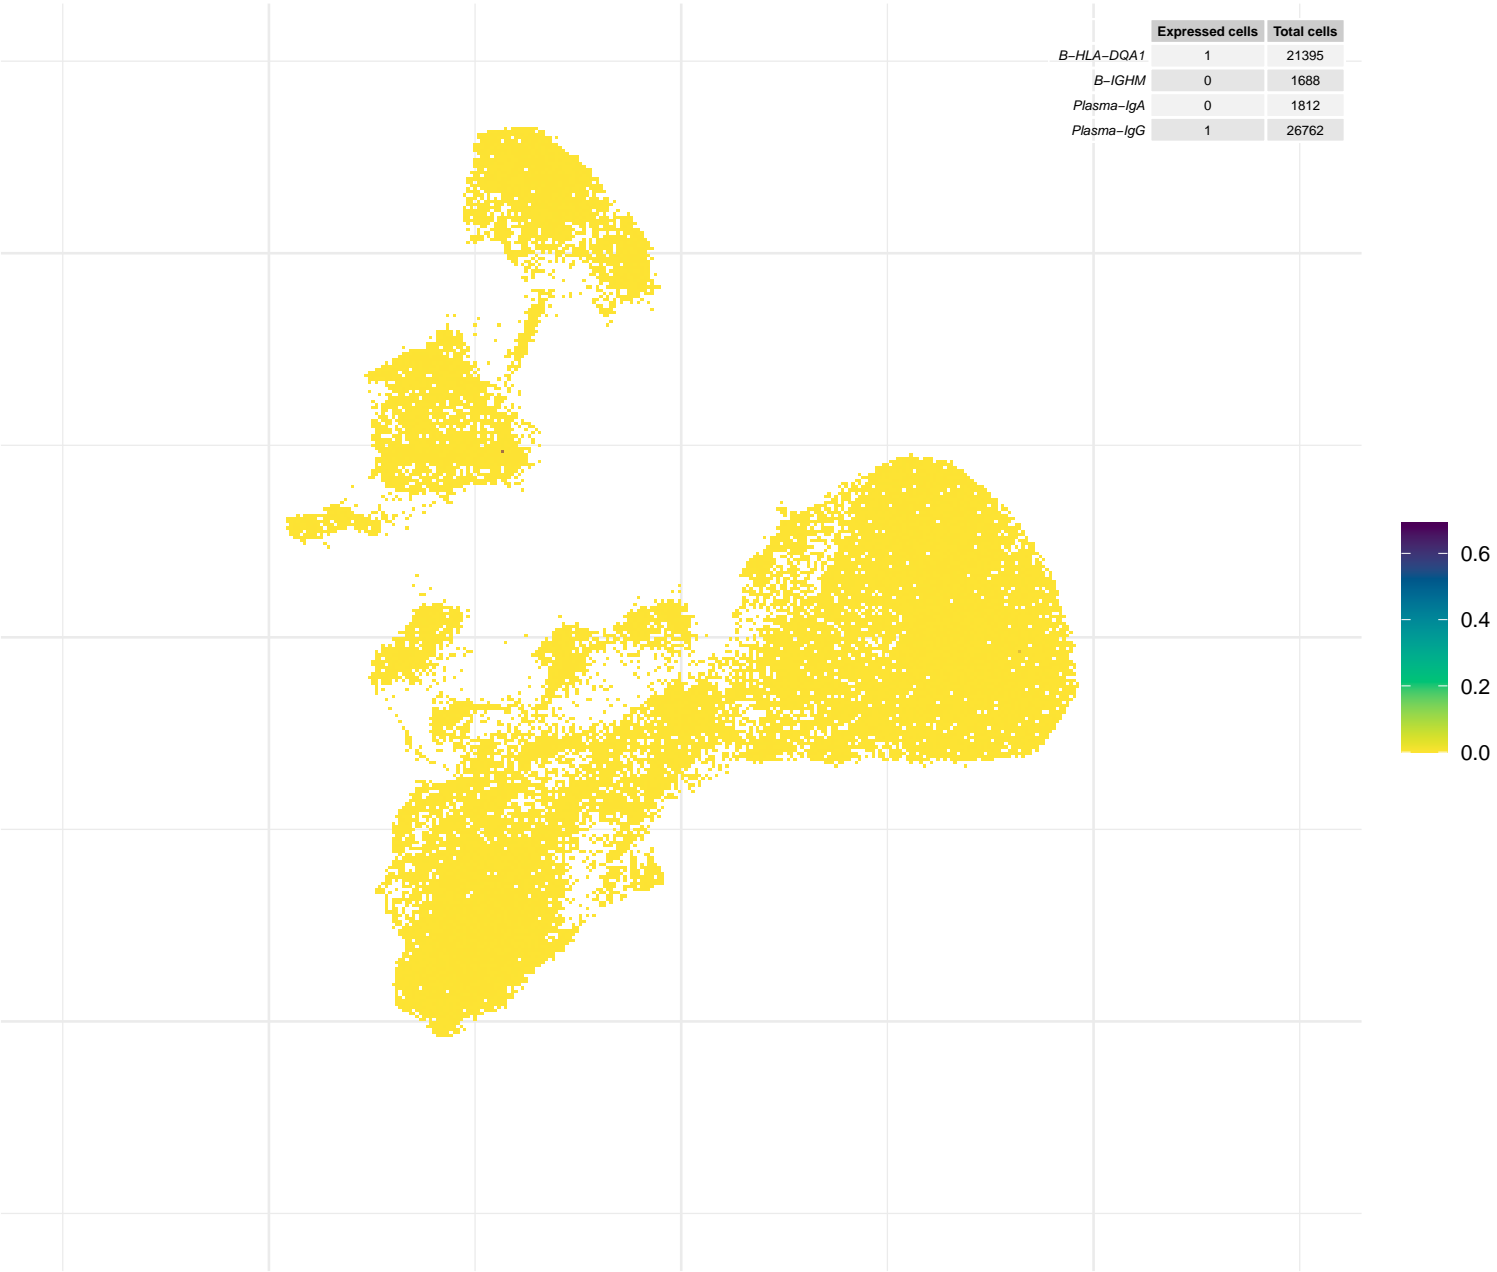 Expressed cells Total cells
B−HLA−DQA1 1 21395
B−IGHM 0 1688
Plasma−IgA 0 1812
Plasma−IgG 1 26762
0.6
0.4
0.2
0.0